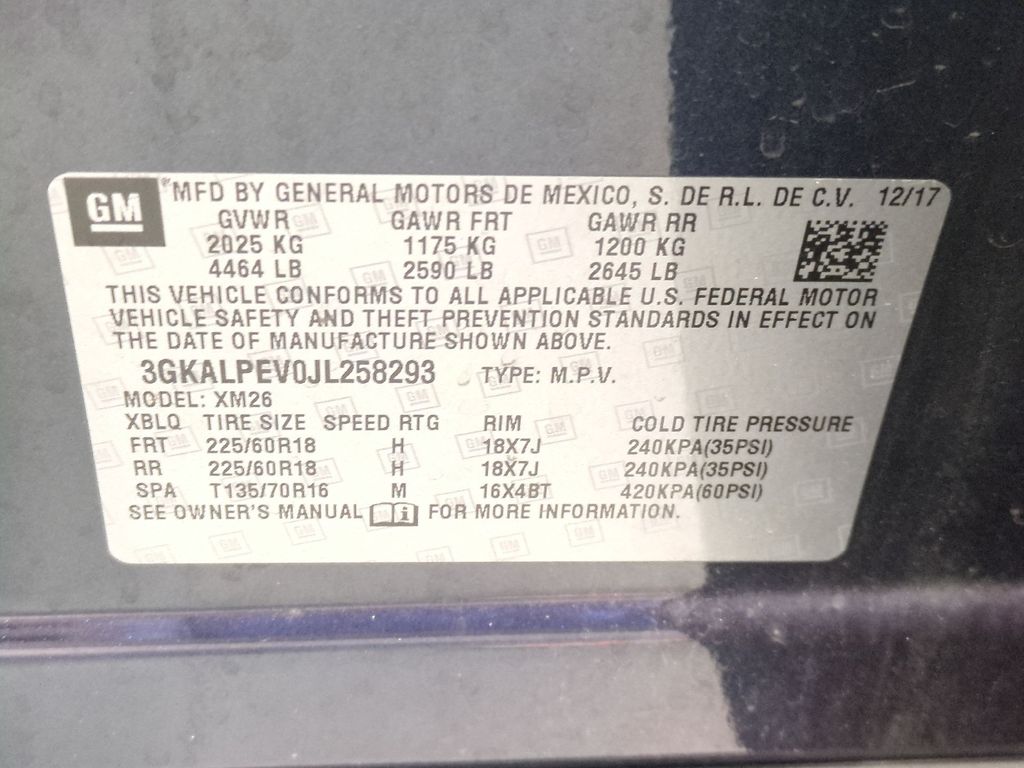 GM MFD BY GENERAL MOTORS DE MEXICO, S. DE R.L. DE C.V. 12/17
GVWR GAWR FRT GAWR RR
2025 KG 1175 KG 1200 KG
4464 LB 2590 LB 2645 LB
THIS VEHICLE CONFORMS TO ALL APPLICABLE U.S. FEDERAL MOTOR
VEHICLE SAFETY AND THEFT PREVENTION STANDARDS IN EFFECT ON
THE DATE OF MANUFACTURE SHOWN ABOVE.
3GKALPEV0JL258293 TYPE: M.P.V.
MODEL: XM26
XBLQ TIRE SIZE SPEED RTG RIM COLD TIRE PRESSURE
FRT 225/60R18 H 18X7J 240KPA(35PSI)
RR 225/60R18 H 18X7J 240KPA(35PSI)
SPA T135/70R16 M 16X4BT 420KPA(60PSI)
SEE OWNER'S MANUAL FOR MORE INFORMATION.